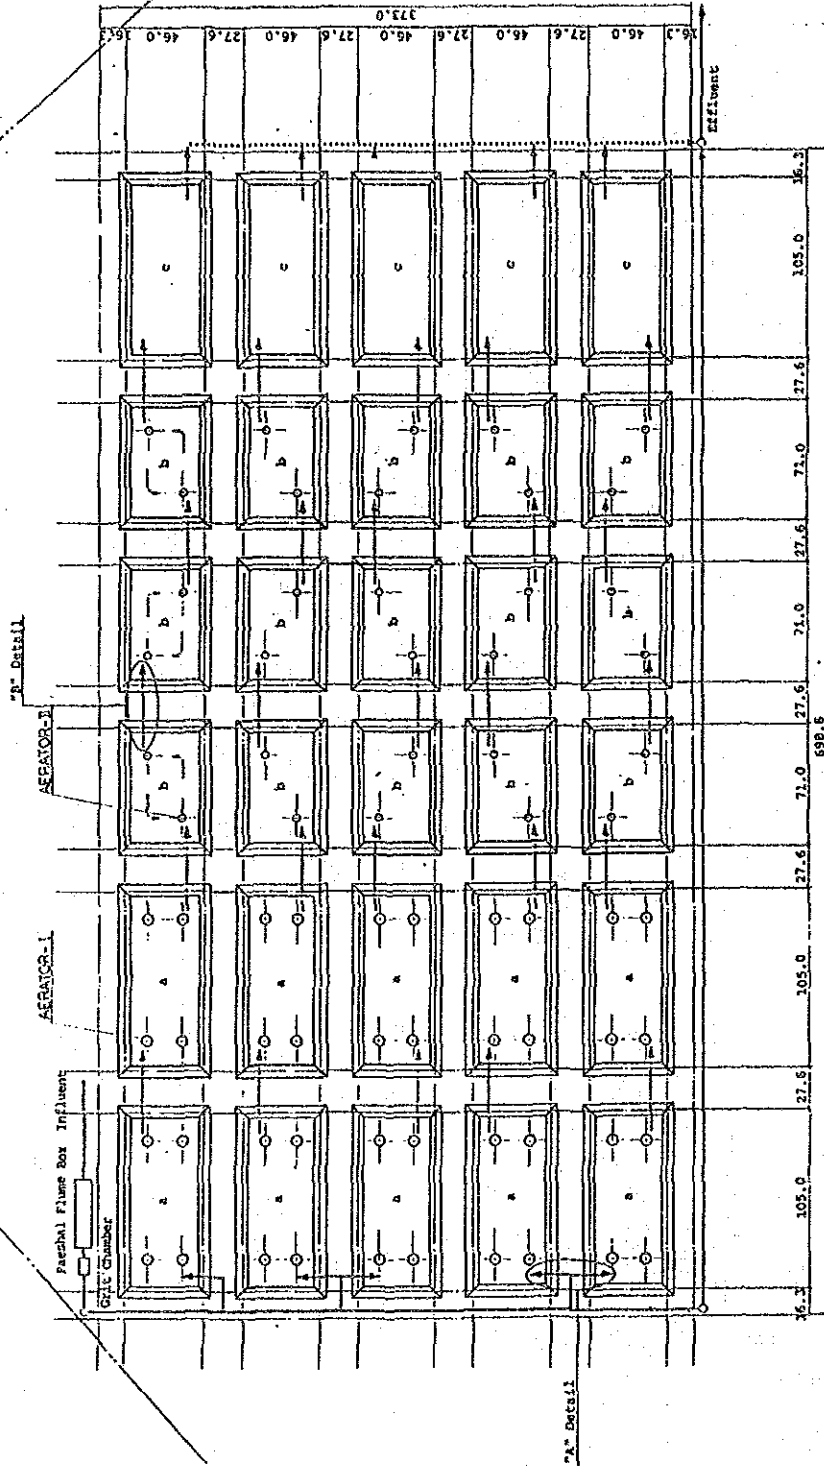 "A" Detail
Paeshal Flume Box Influent
Grit Chamber
AERATOR-I
AERATOR-II
"B" Detail
373.0
16.3 46.0 27.6 46.0 27.6 46.0 27.6 46.0 27.6 46.0 16.3
a a b b b c
a a b b b c
a a b b b c
a a b b b c
a a b b b c
Effluent
16.3 105.0 27.6 105.0 27.6 71.0 27.6 71.0 27.6 71.0 27.6 105.0 16.3
698.6